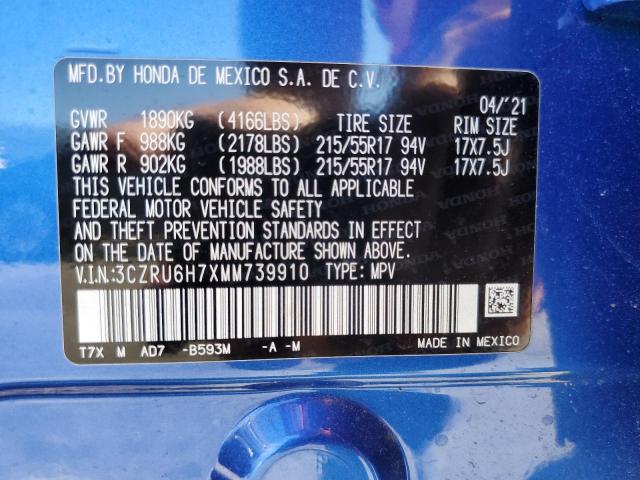 MFD.BY HONDA DE MEXICO S.A. DE C.V.
04/'21
GVWR 1890KG (4166LBS) TIRE SIZE RIM SIZE
GAWR F 988KG (2178LBS) 215/55R17 94V 17X7.5J
GAWR R 902KG (1988LBS) 215/55R17 94V 17X7.5J
THIS VEHICLE CONFORMS TO ALL APPLICABLE
FEDERAL MOTOR VEHICLE SAFETY
AND THEFT PREVENTION STANDARDS IN EFFECT
ON THE DATE OF MANUFACTURE SHOWN ABOVE.
V.I.N.:3CZRU6H7XMM739910 TYPE: MPV
T7X M AD7 -B593M -A -M
MADE IN MEXICO